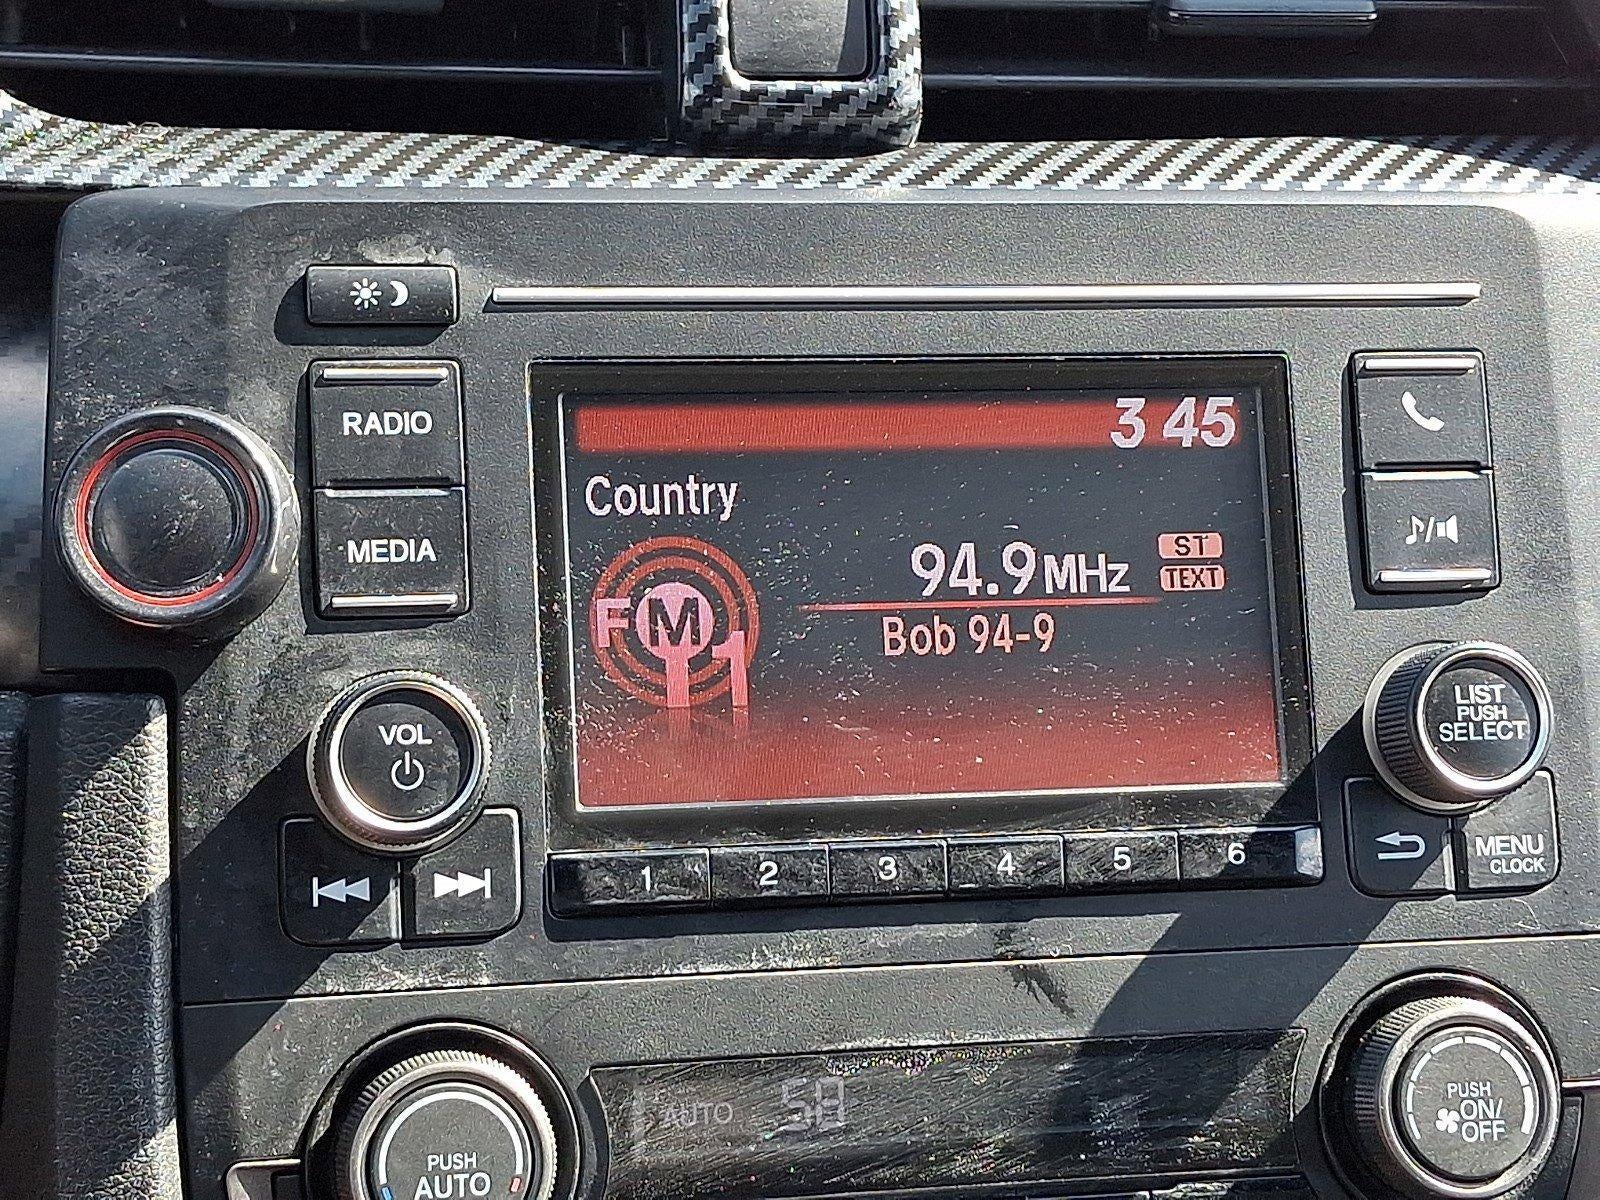 3 45
RADIO
Country
94.9MHz
ST
MEDIA
TEXT
FM
1
Bob 94-9
VOL
LIST
PUSH
SELECT
1 2 3 4 5 6
MENU
CLOCK
AUTO
PUSH
ON/
OFF
PUSH
AUTO